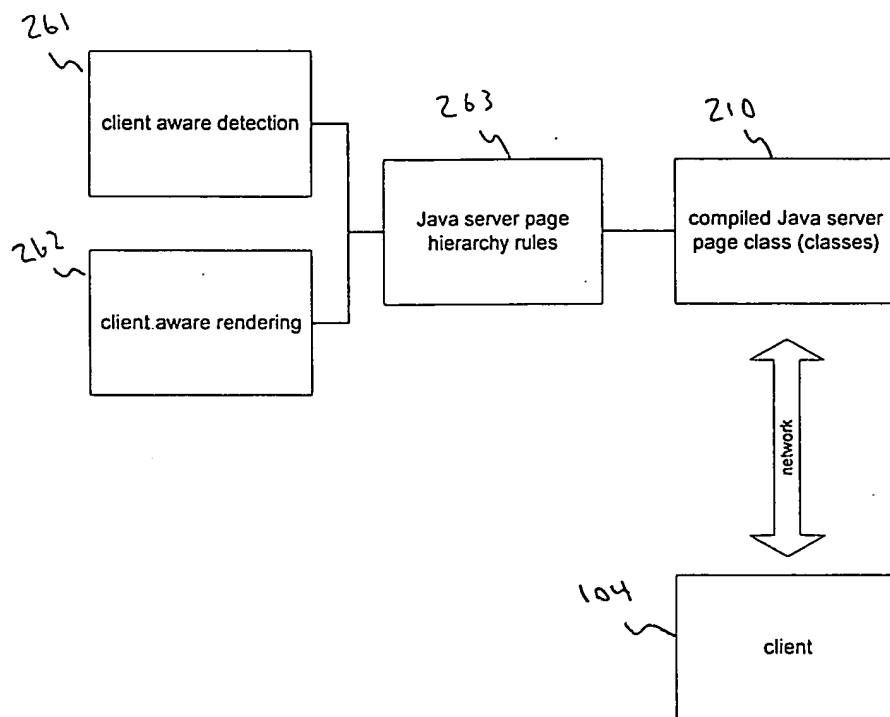 261
client aware detection
263
210
Java server page
hierarchy rules
compiled Java server
page class (classes)
262
client aware rendering
network
104
client